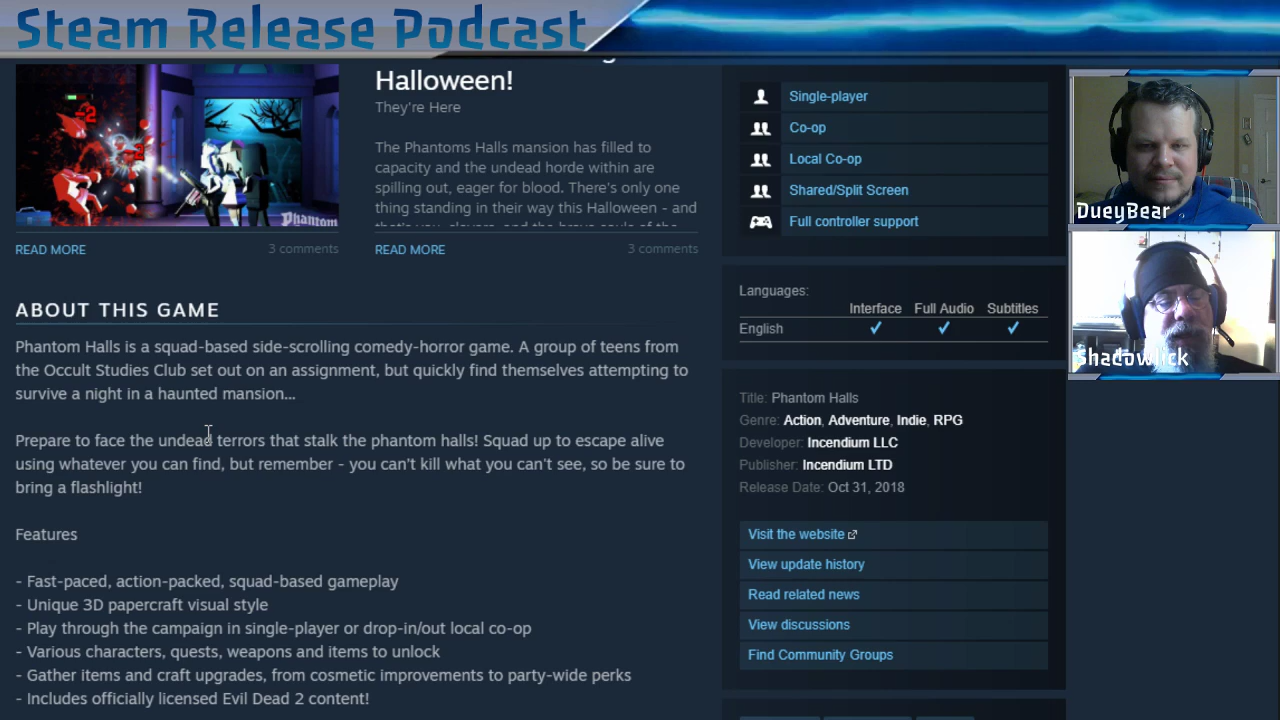 Steam Release Podcast
Halloween!
They're Here
The Phantoms Halls mansion has filled to
capacity and the undead horde within are
spilling out, eager for blood. There's only one
thing standing in their way this Halloween - and
that's you, slayers, and the brave souls of the
-2
Phantom
READ MORE
3 comments
READ MORE
3 comments
ABOUT THIS GAME
Phantom Halls is a squad-based side-scrolling comedy-horror game. A group of teens from
the Occult Studies Club set out on an assignment, but quickly find themselves attempting to
survive a night in a haunted mansion...
Prepare to face the undead terrors that stalk the phantom halls! Squad up to escape alive
using whatever you can find, but remember - you can't kill what you can't see, so be sure to
bring a flashlight!
Features
- Fast-paced, action-packed, squad-based gameplay
- Unique 3D papercraft visual style
- Play through the campaign in single-player or drop-in/out local co-op
- Various characters, quests, weapons and items to unlock
- Gather items and craft upgrades, from cosmetic improvements to party-wide perks
- Includes officially licensed Evil Dead 2 content!
Single-player
Co-op
Local Co-op
Shared/Split Screen
Full controller support
Languages:
Interface Full Audio Subtitles
English ✔ ✔ ✔
Title: Phantom Halls
Genre: Action, Adventure, Indie, RPG
Developer: Incendium LLC
Publisher: Incendium LTD
Release Date: Oct 31, 2018
Visit the website
View update history
Read related news
View discussions
Find Community Groups
DueyBear
Shadowlick